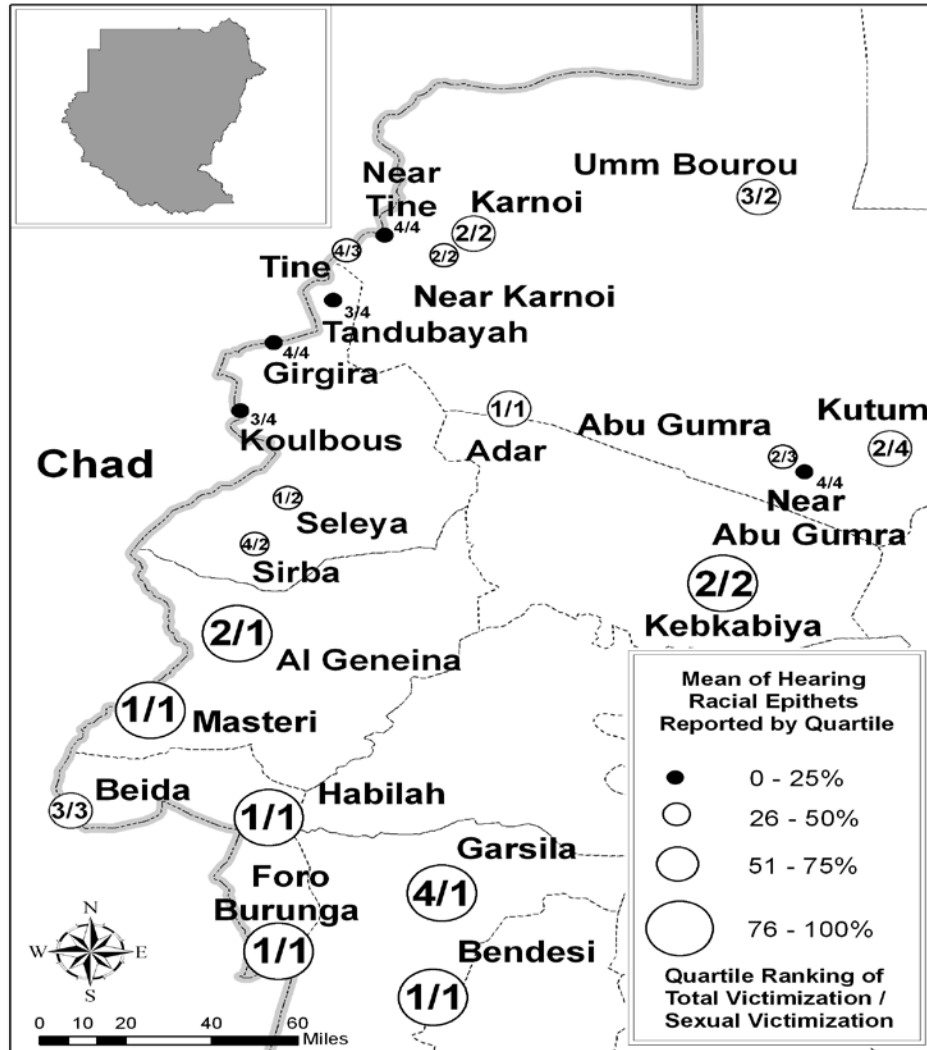 Near
Tine
4/4
Karnoi
2/2
2/2
Near Karnoi
Umm Bourou
3/2
4/3
Tine
3/4
Tandubayah
4/4
Girgira
3/4
Koulbous
Chad
1/1
Adar
Abu Gumra
2/3
Kutum
2/4
4/4
Near
Abu Gumra
1/2
Seleya
4/2
Sirba
2/2
Kebkabiya
2/1
Al Geneina
1/1
Masteri
Beida
3/3
Habilah
1/1
Garsila
4/1
Foro
Burunga
1/1
Bendesi
1/1
N
W
E
S
0 10 20 40 60
Miles
Mean of Hearing
Racial Epithets
Reported by Quartile
0 - 25%
26 - 50%
51 - 75%
76 - 100%
Quartile Ranking of
Total Victimization /
Sexual Victimization